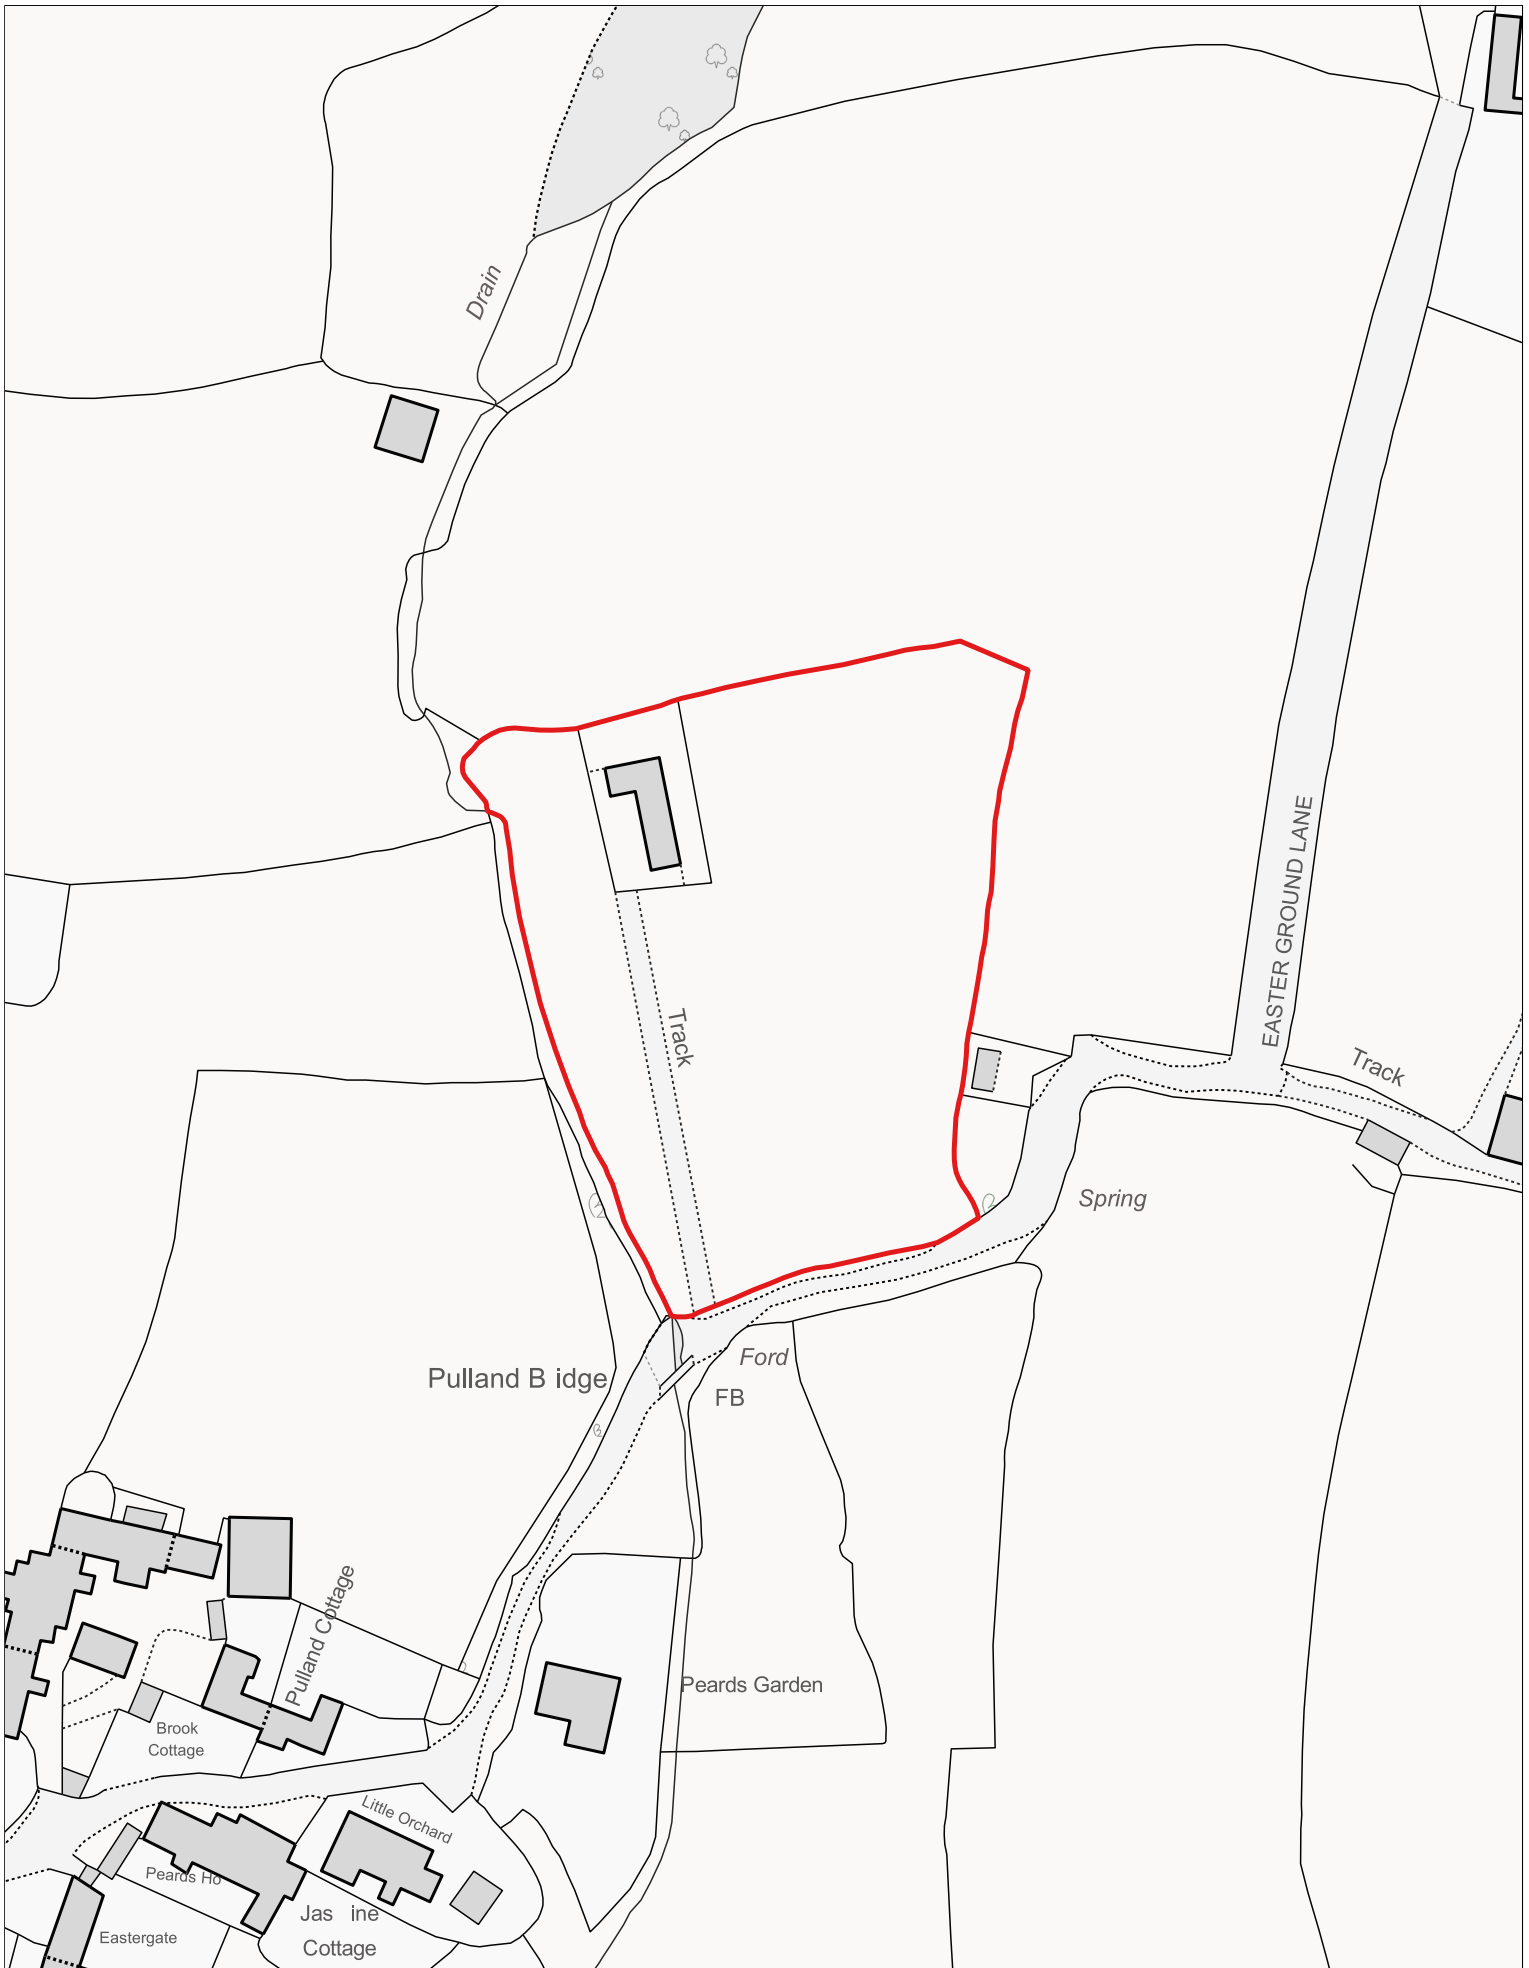 Drain
EASTER GROUND LANE
Track
Track
Spring
Pulland B idge
Ford
FB
Pulland Cottage
Peards Garden
Brook
Cottage
Little Orchard
Peards Ho
Jas ine
Cottage
Eastergate